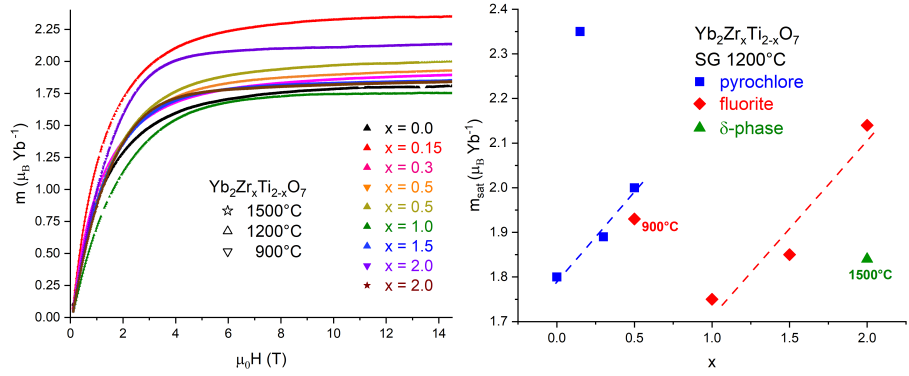 2.25
2.00
1.75
1.50
1.25
1.00
0.75
0.50
0.25
0.00
m (μB Yb⁻¹)
0 2 4 6 8 10 12 14
μ0H (T)
Yb2ZrxTi2-xO7
1500°C
1200°C
900°C
x = 0.0
x = 0.15
x = 0.3
x = 0.5
x = 0.5
x = 1.0
x = 1.5
x = 2.0
x = 2.0
2.4
2.3
2.2
2.1
2.0
1.9
1.8
1.7
msat (μB Yb⁻¹)
0.0 0.5 1.0 1.5 2.0
x
Yb2ZrxTi2-xO7
SG 1200°C
pyrochlore
fluorite
δ-phase
900°C
1500°C